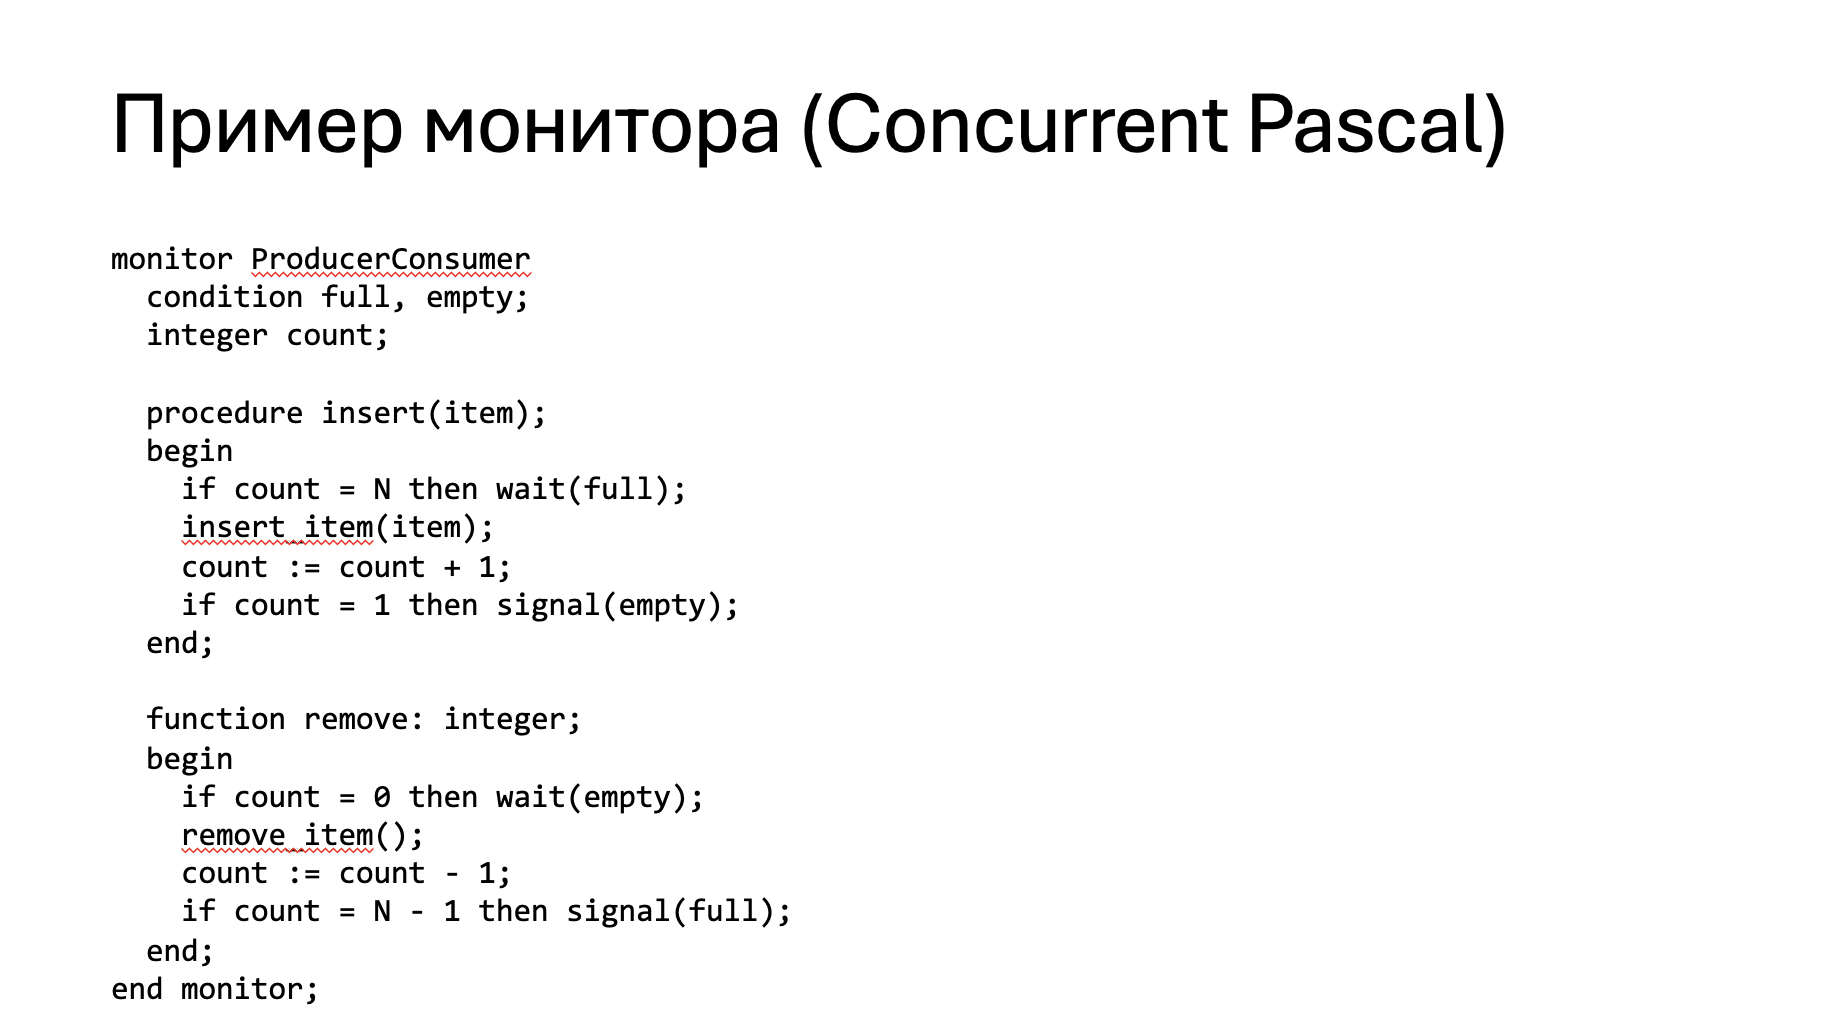 Пример монитора (Concurrent Pascal)
monitor ProducerConsumer
condition full, empty;
integer count;
procedure insert(item);
begin
if count = N then wait(full);
insert_item(item);
count := count + 1;
if count = 1 then signal(empty);
end;
function remove: integer;
begin
if count = 0 then wait(empty);
remove_item();
count := count - 1;
if count = N - 1 then signal(full);
end;
end monitor;